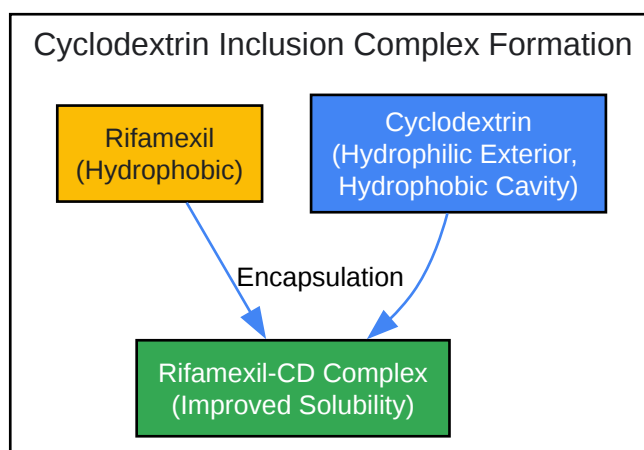 Cyclodextrin Inclusion Complex Formation
Rifamexil
(Hydrophobic)
Cyclodextrin
(Hydrophilic Exterior,
Hydrophobic Cavity)
Encapsulation
Rifamexil-CD Complex
(Improved Solubility)